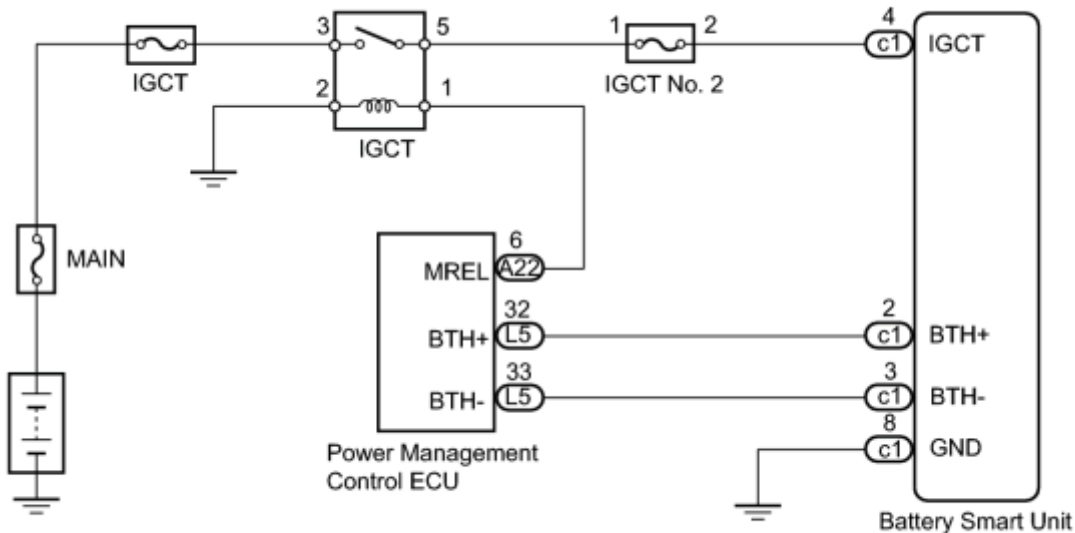 3
5
1
2
4
IGCT
IGCT No. 2
c1
IGCT
2
1
IGCT
MAIN
6
MREL
A22
32
BTH+
L5
33
BTH-
L5
2
c1
BTH+
3
c1
BTH-
8
c1
GND
Power Management
Control ECU
Battery Smart Unit